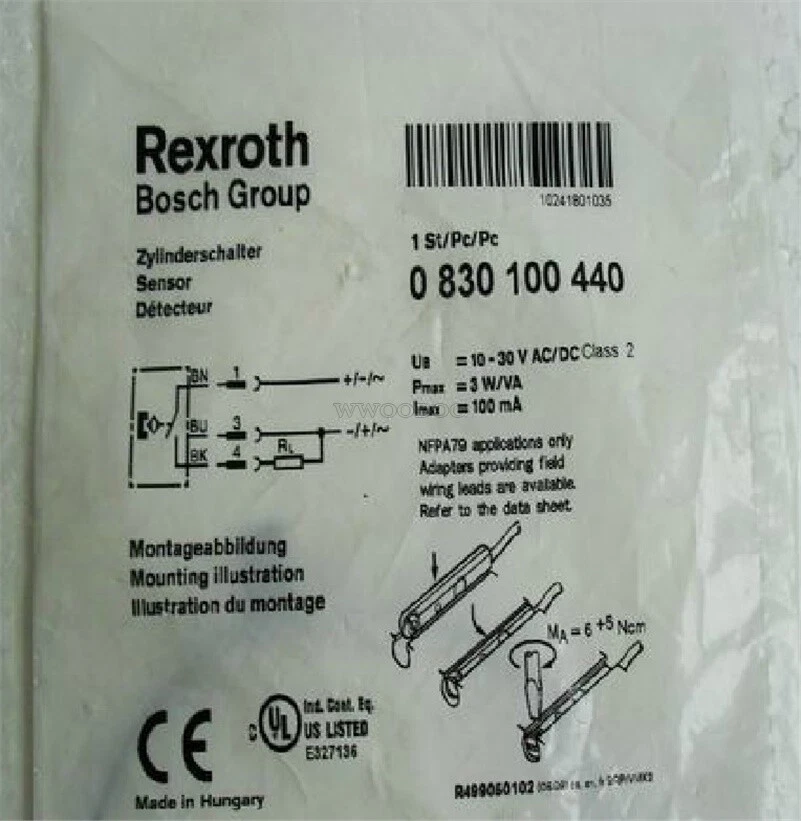 Rexroth
Bosch Group
10241801035
Zylinderschalter
Sensor
Détecteur
1 St/Pc/Pc
0 830 100 440
BN 1 +/-/~
BU 3 -/+/~
BK 4 RL
UB = 10 - 30 V AC/DC Class 2
Pmax = 3 W/VA
Imax = 100 mA
NFPA79 applications only
Adapters providing field
wiring leads are available.
Refer to the data sheet.
Montageabbildung
Mounting illustration
Illustration du montage
MA = 6 +5 Ncm
CE
c UL
Ind. Cont. Eq.
US LISTED
E327136
Made in Hungary
R499050102